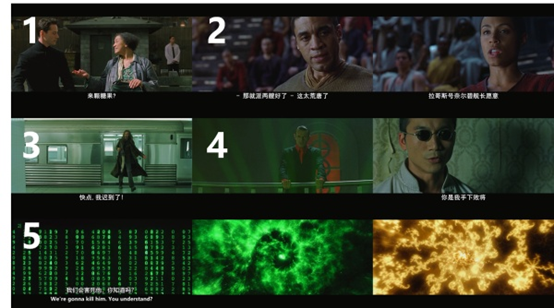 1
2
来颗糖果?
- 那就派两艘好了 - 这太荒唐了
拉哥斯号奈尔碧舰长愿意
3
4
快点,我迟到了!
你是我手下败将
5
我们会害死他,你知道吗?
We're gonna kill him. You understand?